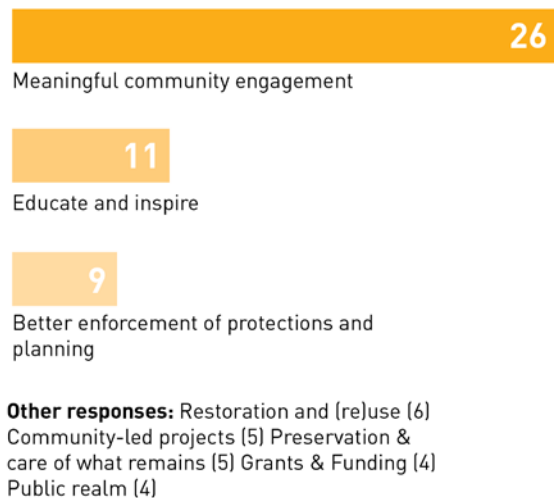 26
Meaningful community engagement
11
Educate and inspire
9
Better enforcement of protections and
planning
Other responses: Restoration and (re)use (6)
Community-led projects (5) Preservation &
care of what remains (5) Grants & Funding (4)
Public realm (4)